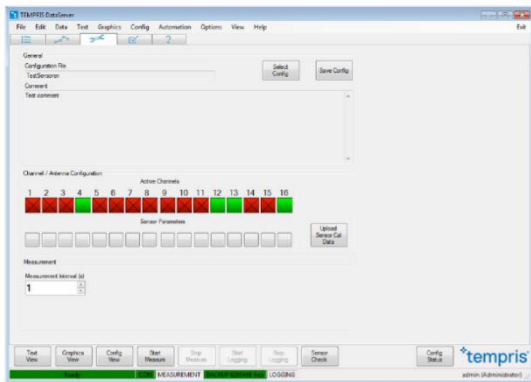 TEMPRIS DataServer
File Edit Data Text Graphics Config Automation Options View Help Exit
?
General
Configuration File
TestSensoren
Select Config
Save Config
Comment
Test comment
Channel / Antenna Configuration
Active Channels
1 2 3 4 5 6 7 8 9 10 11 12 13 14 15 16
Sensor Parameters
Upload Sensor Cal. Data
Measurement
Measurement Interval (s)
1
Text View
Graphics View
Config View
Start Measure
Stop Measure
Start Logging
Stop Logging
Sensor Check
Config Status
tempris
Ready COM MEASUREMENT LOGGING admin (Administrator)